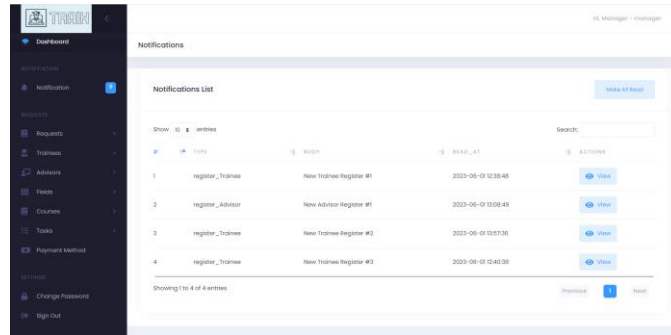 TRAIN
Hi, Manager - manager
Dashboard
Notifications
NOTIFICATION
Notification
Notifications List
Make All Read
REQUESTS
Requests
Show 10 entries
Search:
Trainees
# TYPE BODY READ_AT ACTIONS
Advisors
1 register_Trainee New Trainee Register #1 2023-06-01 12:38:48 View
Fields
2 register_Advisor New Advisor Register #1 2023-06-01 13:08:49 View
Courses
Tasks
3 register_Trainee New Trainee Register #2 2023-06-01 13:57:36 View
Payment Method
4 register_Trainee New Trainee Register #3 2023-06-01 12:40:38 View
SETTINGS
Showing 1 to 4 of 4 entries
Previous 1 Next
Change Password
Sign Out